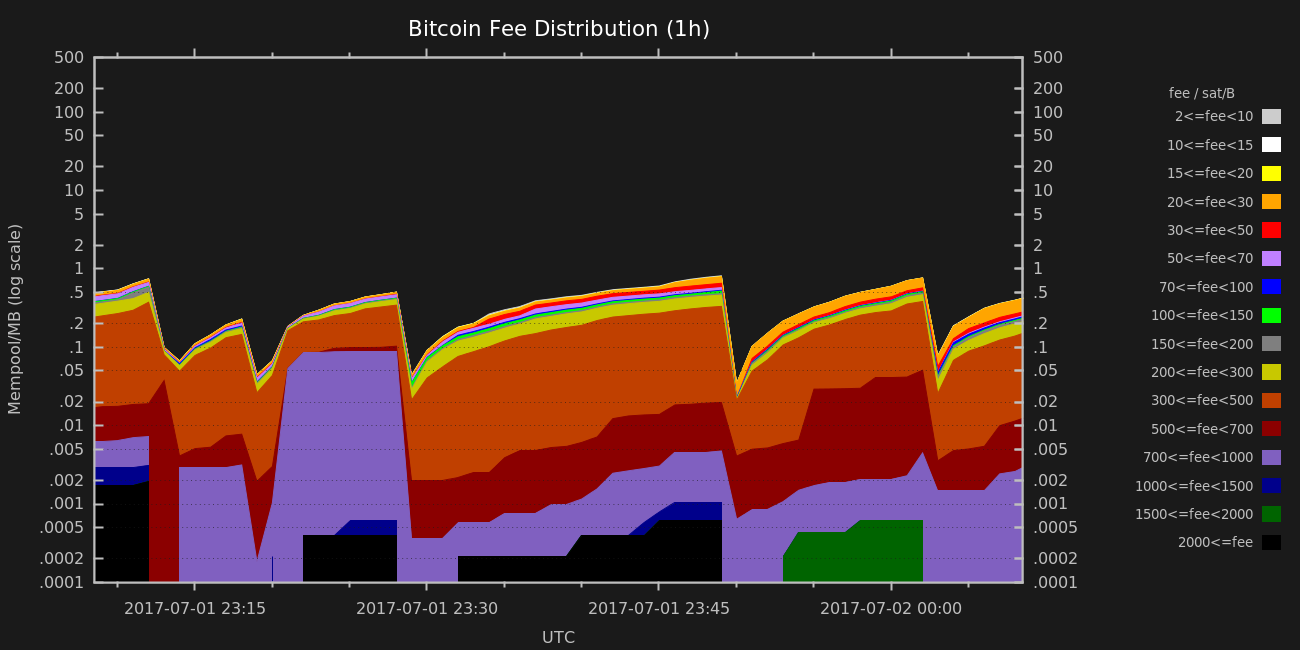 Bitcoin Fee Distribution (1h)
500 500
200 200
100 100
50 50
20 20
10 10
5 5
2 2
1 1
.5 .5
.2 .2
.1 .1
.05 .05
.02 .02
.01 .01
.005 .005
.002 .002
.001 .001
.0005 .0005
.0002 .0002
.0001 .0001
Mempool/MB (log scale)
2017-07-01 23:15 2017-07-01 23:30 2017-07-01 23:45 2017-07-02 00:00
UTC
fee / sat/B
2<=fee<10
10<=fee<15
15<=fee<20
20<=fee<30
30<=fee<50
50<=fee<70
70<=fee<100
100<=fee<150
150<=fee<200
200<=fee<300
300<=fee<500
500<=fee<700
700<=fee<1000
1000<=fee<1500
1500<=fee<2000
2000<=fee